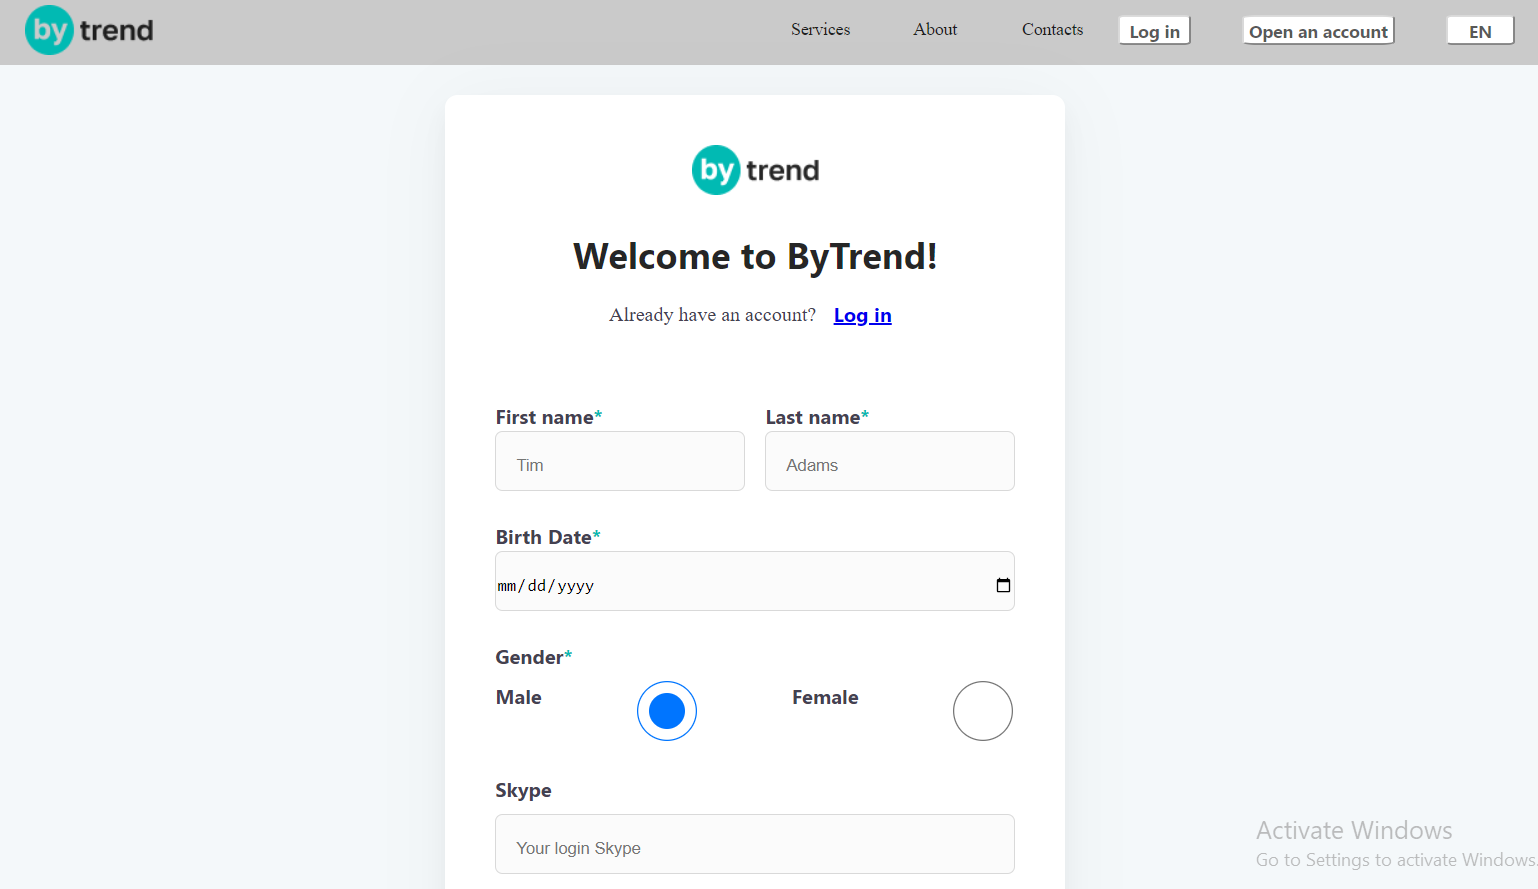 by trend
Services About Contacts Log in Open an account EN
by trend
Welcome to ByTrend!
Already have an account? Log in
First name* Last name*
Tim Adams
Birth Date*
mm/dd/yyyy
Gender*
Male Female
Skype
Your login Skype
Activate Windows
Go to Settings to activate Windows.